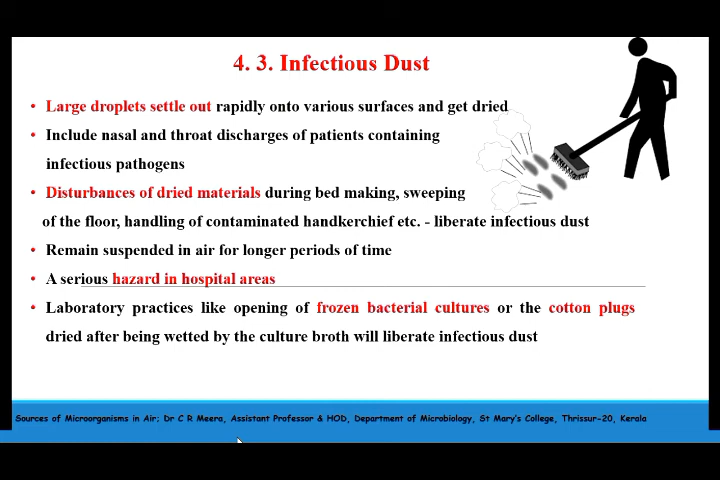 4. 3. Infectious Dust
• Large droplets settle out rapidly onto various surfaces and get dried
• Include nasal and throat discharges of patients containing
infectious pathogens
• Disturbances of dried materials during bed making, sweeping
of the floor, handling of contaminated handkerchief etc. - liberate infectious dust
• Remain suspended in air for longer periods of time
• A serious hazard in hospital areas
• Laboratory practices like opening of frozen bacterial cultures or the cotton plugs
dried after being wetted by the culture broth will liberate infectious dust
Sources of Microorganisms in Air; Dr C R Meera, Assistant Professor & HOD, Department of Microbiology, St Mary's College, Thrissur-20, Kerala